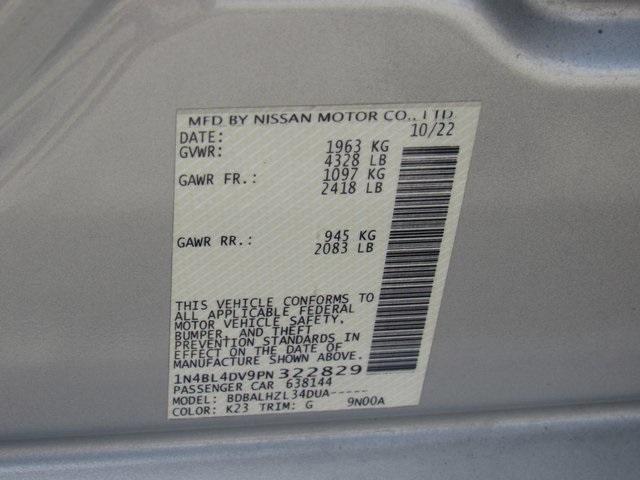 MFD BY NISSAN MOTOR CO., LTD.
DATE: 10/22
GVWR: 1963 KG
4328 LB
GAWR FR.: 1097 KG
2418 LB
GAWR RR.: 945 KG
2083 LB
THIS VEHICLE CONFORMS TO
ALL APPLICABLE FEDERAL
MOTOR VEHICLE SAFETY,
BUMPER, AND THEFT
PREVENTION STANDARDS IN
EFFECT ON THE DATE OF
MANUFACTURE SHOWN ABOVE.
1N4BL4DV9PN 322829
PASSENGER CAR 638144
MODEL: BDBALHZL34DUA-----
COLOR: K23 TRIM: G 9N00A